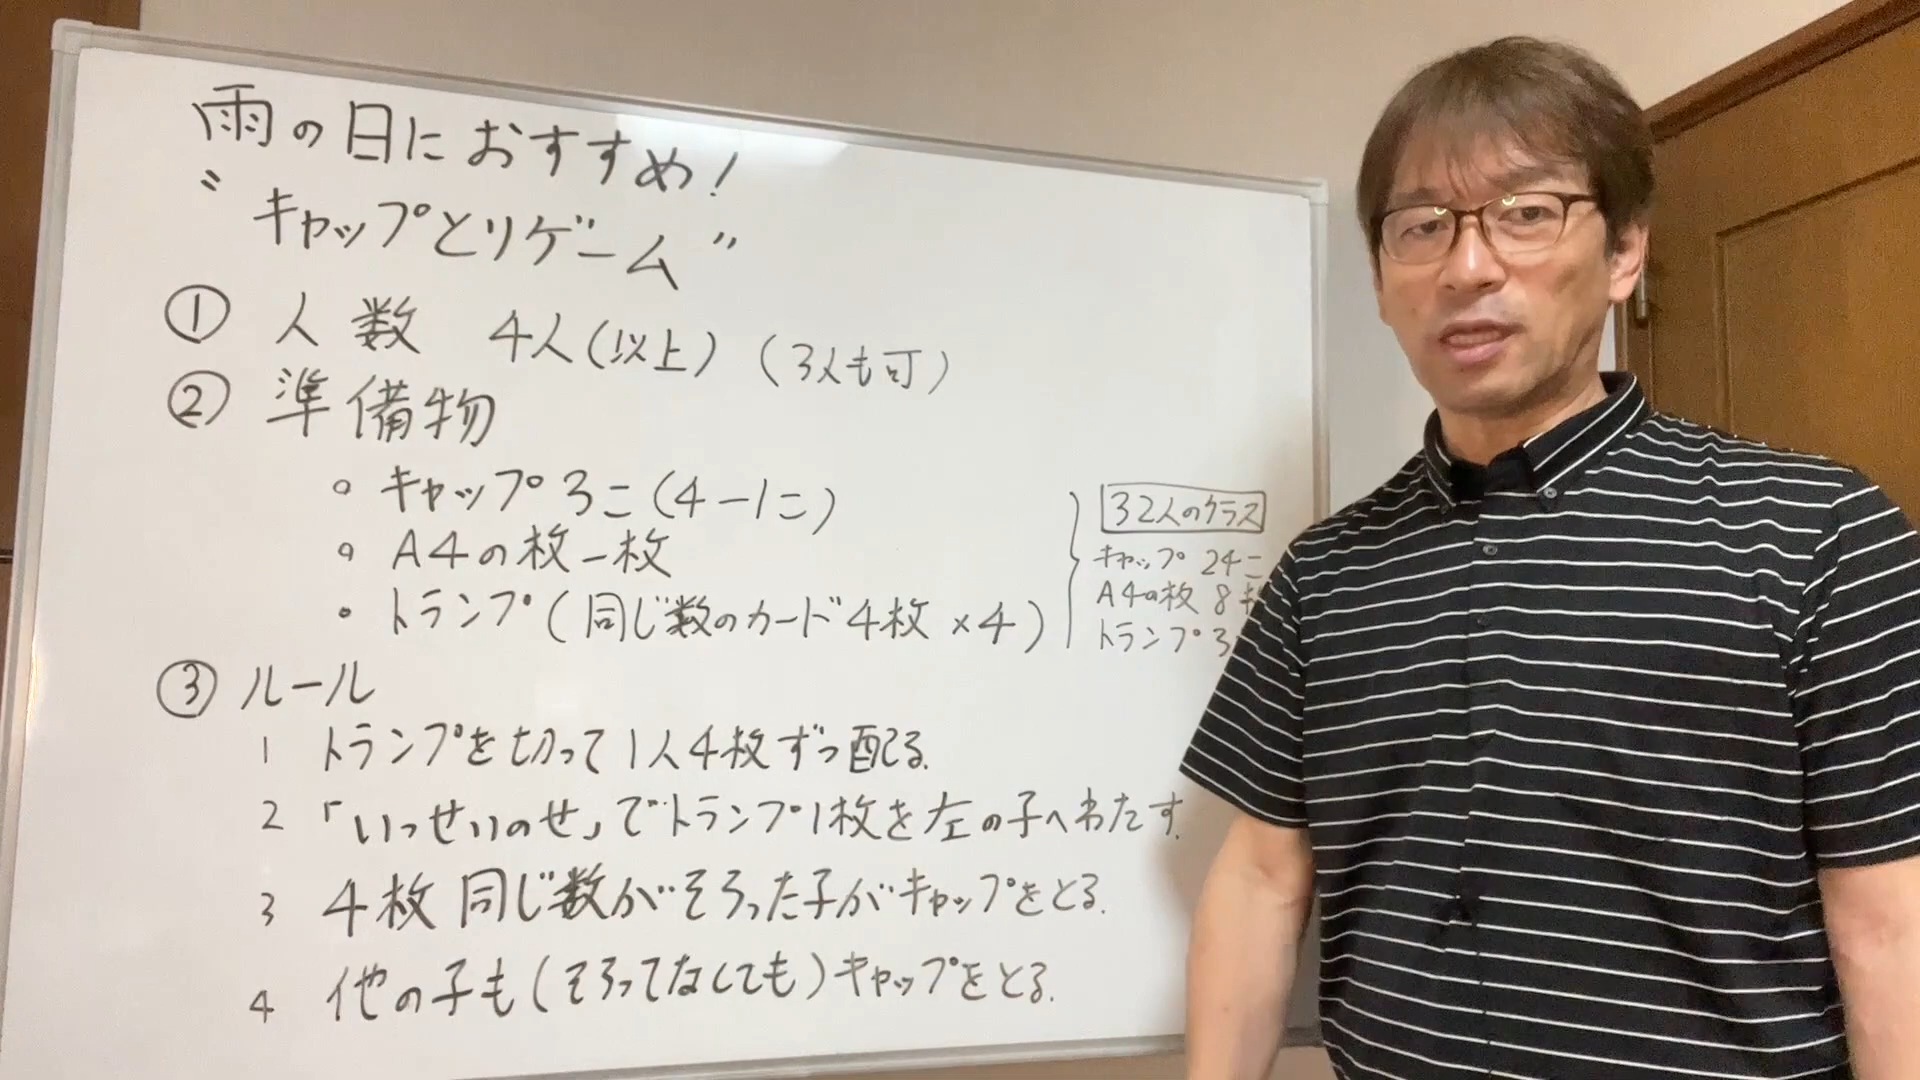 雨の日におすすめ！
〝キャップとりゲーム〟
① 人数 4人(以上) (3人も可)
② 準備物
○ キャップ 3こ(4-1こ)
○ A4の枚一枚
○ トランプ(同じ数のカード4枚×4)
32人のクラス
キャップ 24こ
A4の枚 8
トランプ 3
③ ルール
1 トランプを切って1人4枚ずつ配る.
2 「いっせいのせ」でトランプ1枚を左の子へわたす.
3 4枚同じ数がそろった子がキャップをとる.
4 他の子も(そろってなくても)キャップをとる.